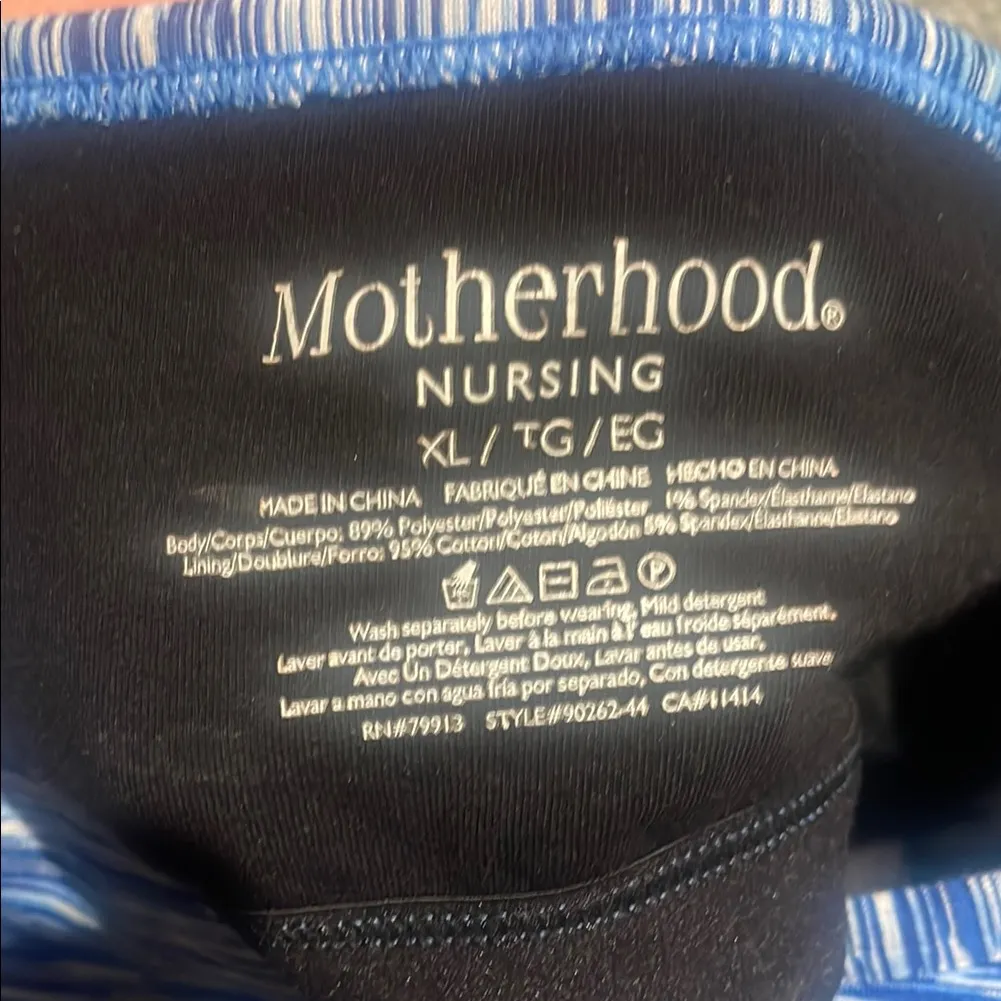 Motherhood®
NURSING
XL / TG / EG
MADE IN CHINA FABRIQUÉ EN CHINE HECHO EN CHINA
Body/Corps/Cuerpo: 89% Polyester/Polyester/Poliéster 1% Spandex/Élasthanne/Elastano
Lining/Doublure/Forro: 95% Cotton/Coton/Algodón 5% Spandex/Élasthanne/Elastano
P
Wash separately before wearing, Mild detergent
Laver avant de porter, Laver à la main à l' eau froide séparément,
Avec Un Détergent Doux, Lavar antes de usar,
Lavar a mano con agua fría por separado, Con detergente suave
RN#79913 STYLE#90262-44 CA#11414